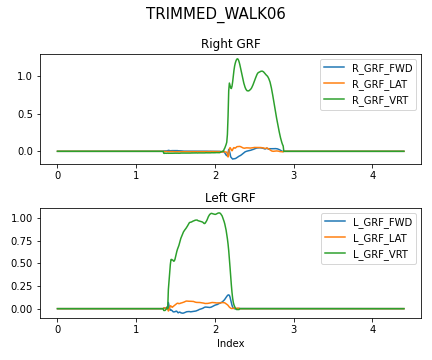 TRIMMED_WALK06
Right GRF
R_GRF_FWD
R_GRF_LAT
R_GRF_VRT
1.0
0.5
0.0
0 1 2 3 4
Left GRF
L_GRF_FWD
L_GRF_LAT
L_GRF_VRT
1.00
0.75
0.50
0.25
0.00
0 1 2 3 4
Index